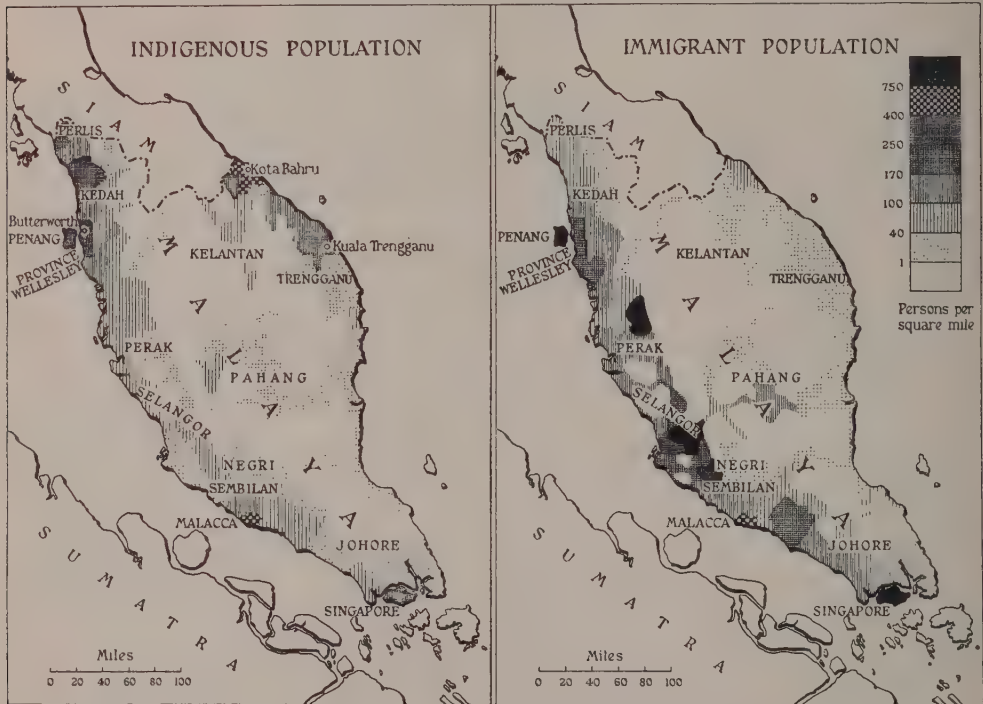 INDIGENOUS POPULATION
SIAM
PERLIS
Kota Bahru
KEDAH
Butterworth
PENANG
PROVINCE
WELLESLEY
KELANTAN
Kuala Trengganu
TRENGGANU
MALAYA
PERAK
PAHANG
SELANGOR
NEGRI
SEMBILAN
MALACCA
JOHORE
SINGAPORE
SUMATRA
Miles
0 20 40 60 80 100
IMMIGRANT POPULATION
SIAM
PERLIS
KEDAH
PENANG
PROVINCE
WELLESLEY
KELANTAN
TRENGGANU
MALAYA
PERAK
PAHANG
SELANGOR
NEGRI
SEMBILAN
MALACCA
JOHORE
SINGAPORE
SUMATRA
Miles
0 20 40 60 80 100
750
400
250
170
100
40
1
Persons per
square mile